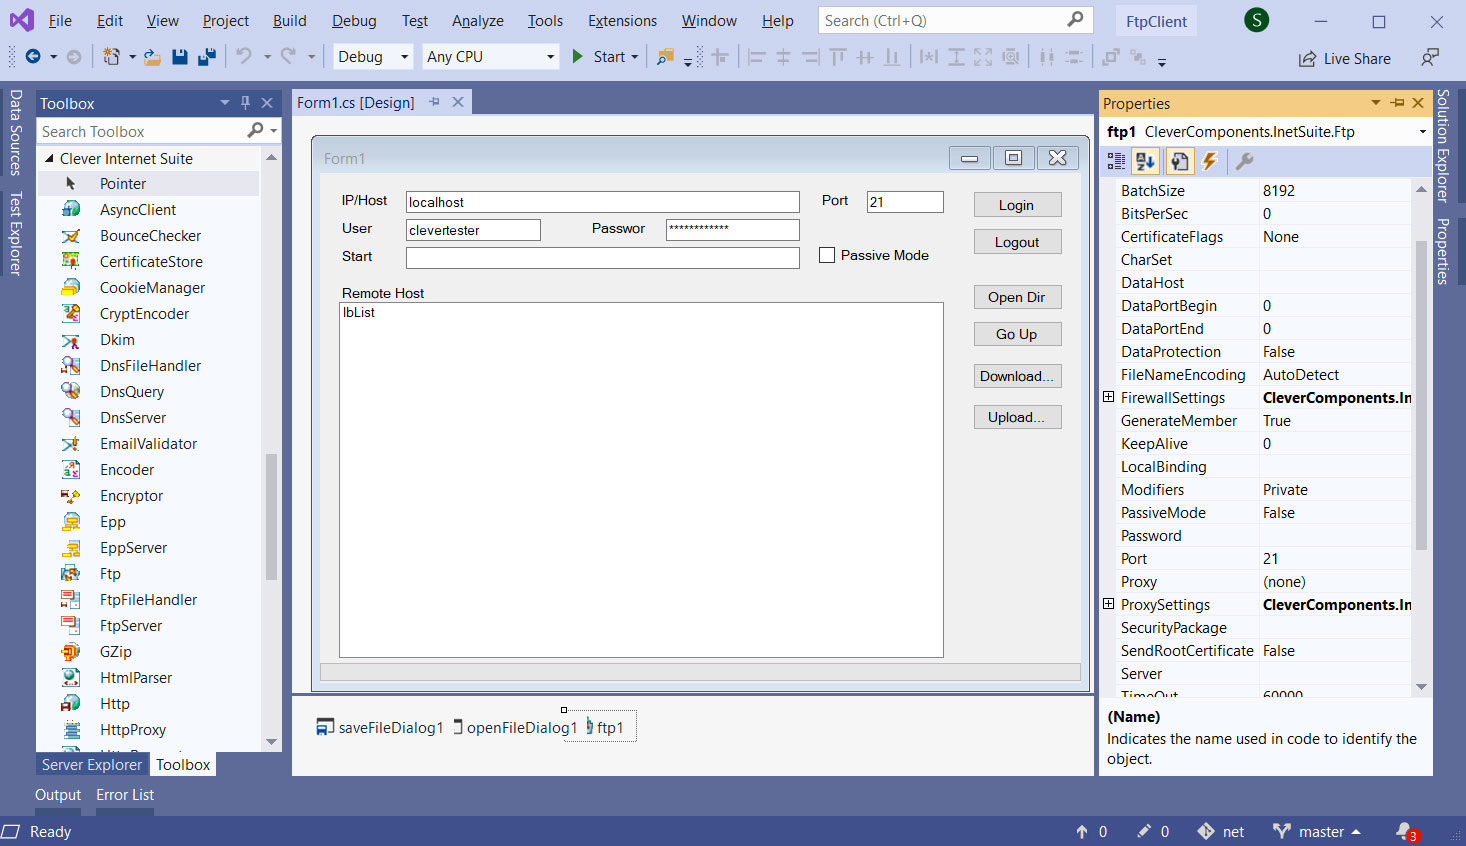 File Edit View Project Build Debug Test Analyze Tools Extensions Window Help Search (Ctrl+Q) FtpClient S
Debug Any CPU Start Live Share
Data Sources
Test Explorer
Toolbox
Search Toolbox
Clever Internet Suite
Pointer
AsyncClient
BounceChecker
CertificateStore
CookieManager
CryptEncoder
Dkim
DnsFileHandler
DnsQuery
DnsServer
EmailValidator
Encoder
Encryptor
Epp
EppServer
Ftp
FtpFileHandler
FtpServer
GZip
HtmlParser
Http
HttpProxy
Server Explorer Toolbox
Form1.cs [Design]
Form1
IP/Host localhost Port 21 Login
User clevertester Passwor ************ Logout
Start Passive Mode
Remote Host Open Dir
lbList
Go Up
Download...
Upload...
saveFileDialog1 openFileDialog1 ftp1
Properties
ftp1 CleverComponents.InetSuite.Ftp
BatchSize 8192
BitsPerSec 0
CertificateFlags None
CharSet
DataHost
DataPortBegin 0
DataPortEnd 0
DataProtection False
FileNameEncoding AutoDetect
FirewallSettings CleverComponents.In
GenerateMember True
KeepAlive 0
LocalBinding
Modifiers Private
PassiveMode False
Password
Port 21
Proxy (none)
ProxySettings CleverComponents.In
SecurityPackage
SendRootCertificate False
Server
TimeOut 60000
(Name)
Indicates the name used in code to identify the
object.
Solution Explorer
Properties
Output Error List
Ready 0 0 net master 3